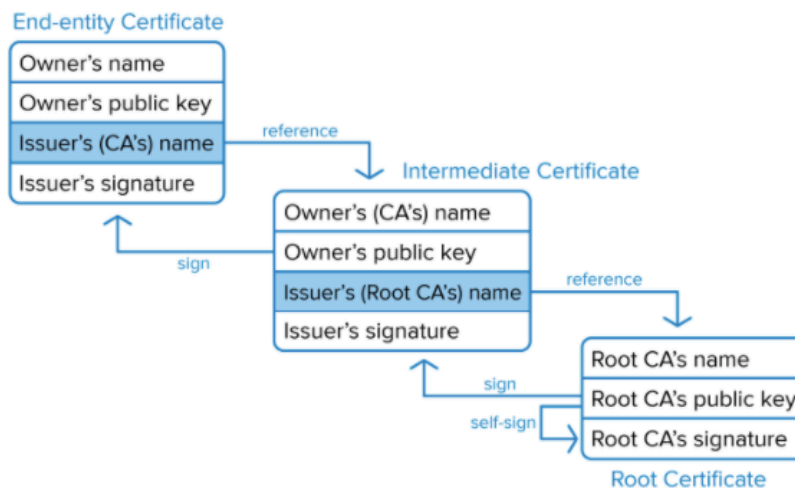 End-entity Certificate
Owner's name
Owner's public key
Issuer's (CA's) name
Issuer's signature
reference
sign
Intermediate Certificate
Owner's (CA's) name
Owner's public key
Issuer's (Root CA's) name
Issuer's signature
reference
sign
self-sign
Root CA's name
Root CA's public key
Root CA's signature
Root Certificate